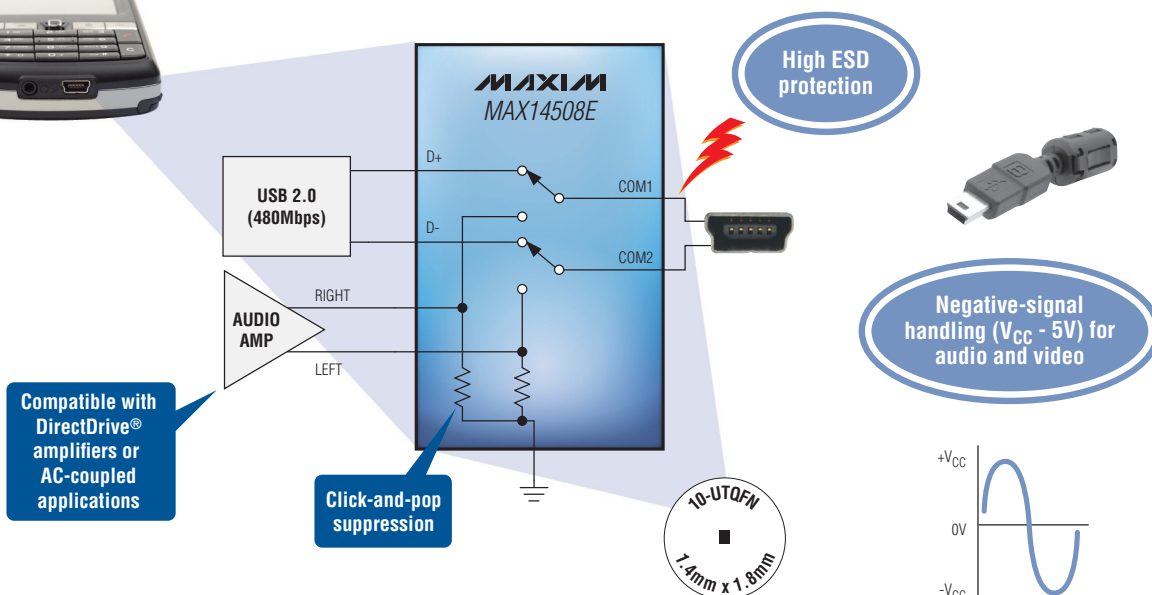 High ESD
protection
MAXIM
MAX14508E
D+
USB 2.0
(480Mbps)
COM1
D-
COM2
RIGHT
AUDIO
AMP
LEFT
Negative-signal
handling (VCC - 5V) for
audio and video
Compatible with
DirectDrive®
amplifiers or
AC-coupled
applications
Click-and-pop
suppression
10-UTQFN
1.4mm x 1.8mm
+VCC
0V
-VCC